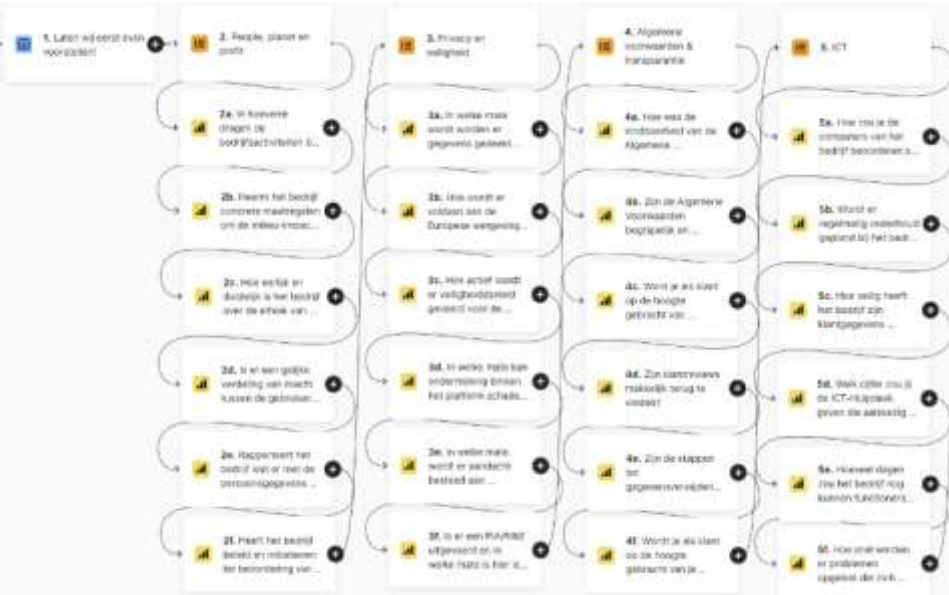 1. Laten wij eerst even
voorstellen!
2. People, planet en
profit
2a. In hoeverre
dragen de
bedrijfsactiviteiten b...
2b. Neemt het bedrijf
concrete maatregelen
om de milieu-impac...
2c. Hoe eerlijk en
duidelijk is het bedrijf
over de ethiek van ...
2d. Is er een gelijke
verdeling van macht
tussen de gebruiker...
2e. Rapporteert het
bedrijf wat er met de
persoonsgegevens ...
2f. Heeft het bedrijf
beleid en initiatieven
ter bevordering van ...
3. Privacy en
veiligheid
3a. In welke mate
worden er
gegevens gedeeld ...
3b. Hoe wordt er
voldaan aan de
Europese wetgeving ...
3c. Hoe actief wordt
er veiligheidsbeleid
gevoerd voor de ...
3d. In welke mate kan
onderneming binnen
het platform schade...
3e. In welke mate
wordt er aandacht
besteed aan ...
3f. Is er een
uitgevoerd en in
welke mate is hier a...
4. Algemene
voorwaarden &
transparantie
4a. Hoe was de
vindbaarheid van de
Algemene ...
4b. Zijn de Algemene
Voorwaarden
begrijpelijk en ...
4c. Word je als klant
op de hoogte
gebracht van ...
4d. Zijn klantreviews
makkelijk terug te
vinden?
4e. Zijn de stappen
tot
gegevensverwijderen...
4f. Wordt je als klant
op de hoogte
gebracht van je ...
5. ICT
5a. Hoe zou je de
computers van het
bedrijf beoordelen o...
5b. Wordt er
regelmatig onderhoud
gepland bij het bedr...
5c. Hoe veilig heeft
het bedrijf zijn
klantgegevens ...
5d. Welk cijfer zou jij
de ICT-Hulpdesk
geven die aanwezig ...
5e. Hoeveel dagen
zou het bedrijf nog
kunnen functioneren...
5f. Hoe snel worden
er problemen
opgelost die zich ...